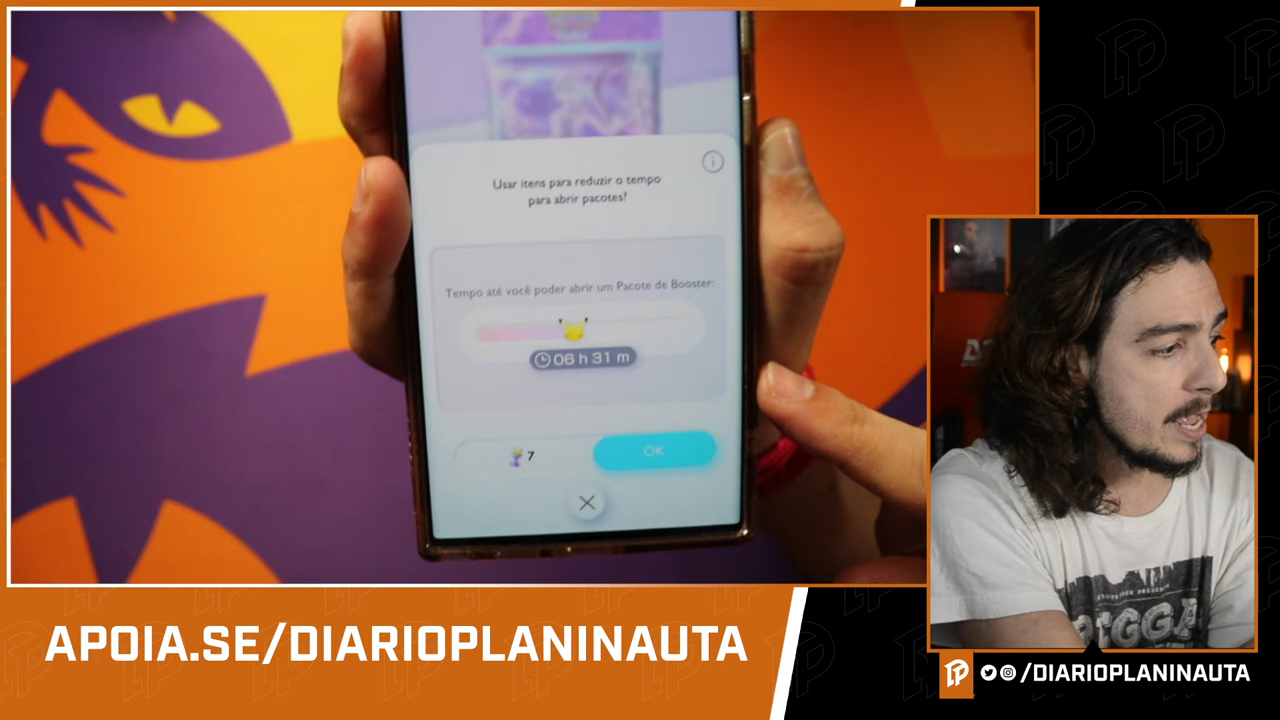 Usar itens para reduzir o tempo
para abrir pacotes?
Tempo até você poder abrir um Pacote de Booster:
06 h 31 m
7
OK
APOIA.SE/DIARIOPLANINAUTA
/DIARIOPLANINAUTA